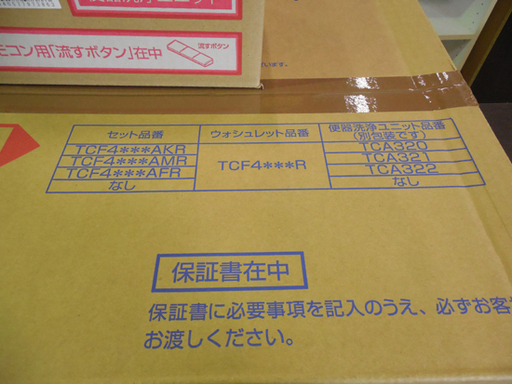 モコン用「流すボタン」在中
流すボタン
セット品番 ウォシュレット品番 便器洗浄ユニット品番
(別包装です)
TCF4***AKR TCA320
TCF4***AMR TCF4***R TCA321
TCF4***AFR TCA322
なし なし
保証書在中
保証書に必要事項を記入のうえ、必ずお客
お渡しください。